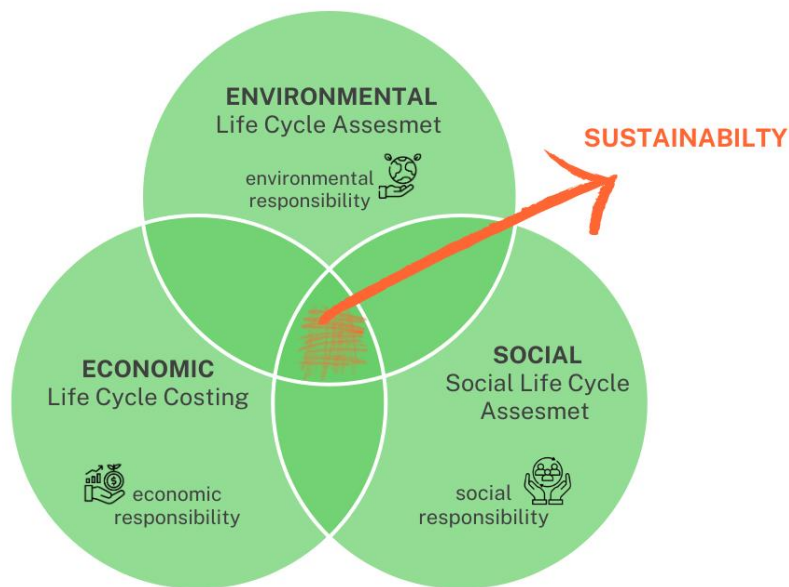 ENVIRONMENTAL
Life Cycle Assesmet
environmental
responsibility
SUSTAINABILTY
ECONOMIC
Life Cycle Costing
economic
responsibility
SOCIAL
Social Life Cycle
Assesmet
social
responsibility